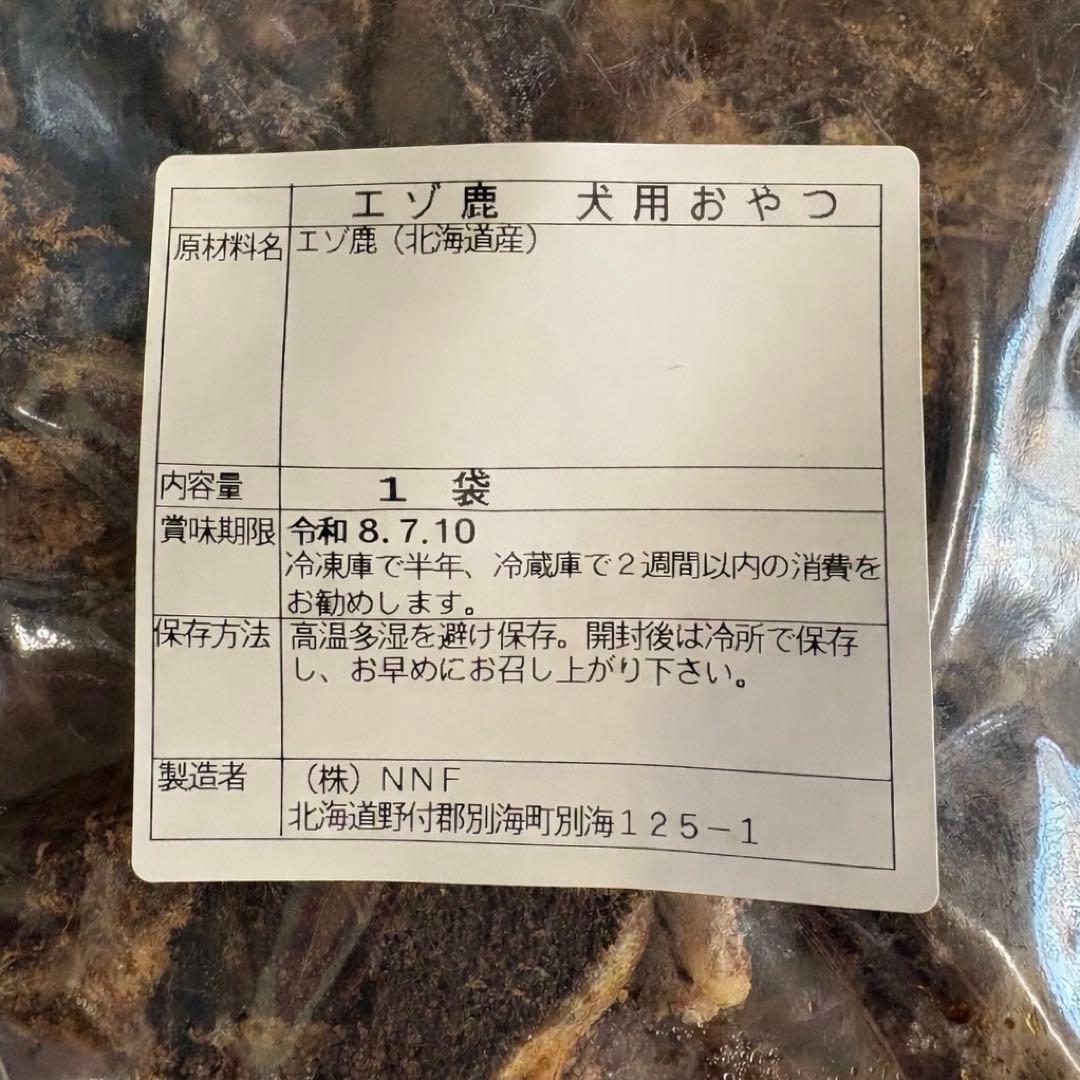 エゾ鹿　犬用おやつ
原材料名 エゾ鹿（北海道産）
内容量 １　袋
賞味期限 令和 8.7.10
冷凍庫で半年、冷蔵庫で２週間以内の消費を
お勧めします。
保存方法 高温多湿を避け保存。開封後は冷所で保存
し、お早めにお召し上がり下さい。
製造者 （株）ＮＮＦ
北海道野付郡別海町別海１２５－１